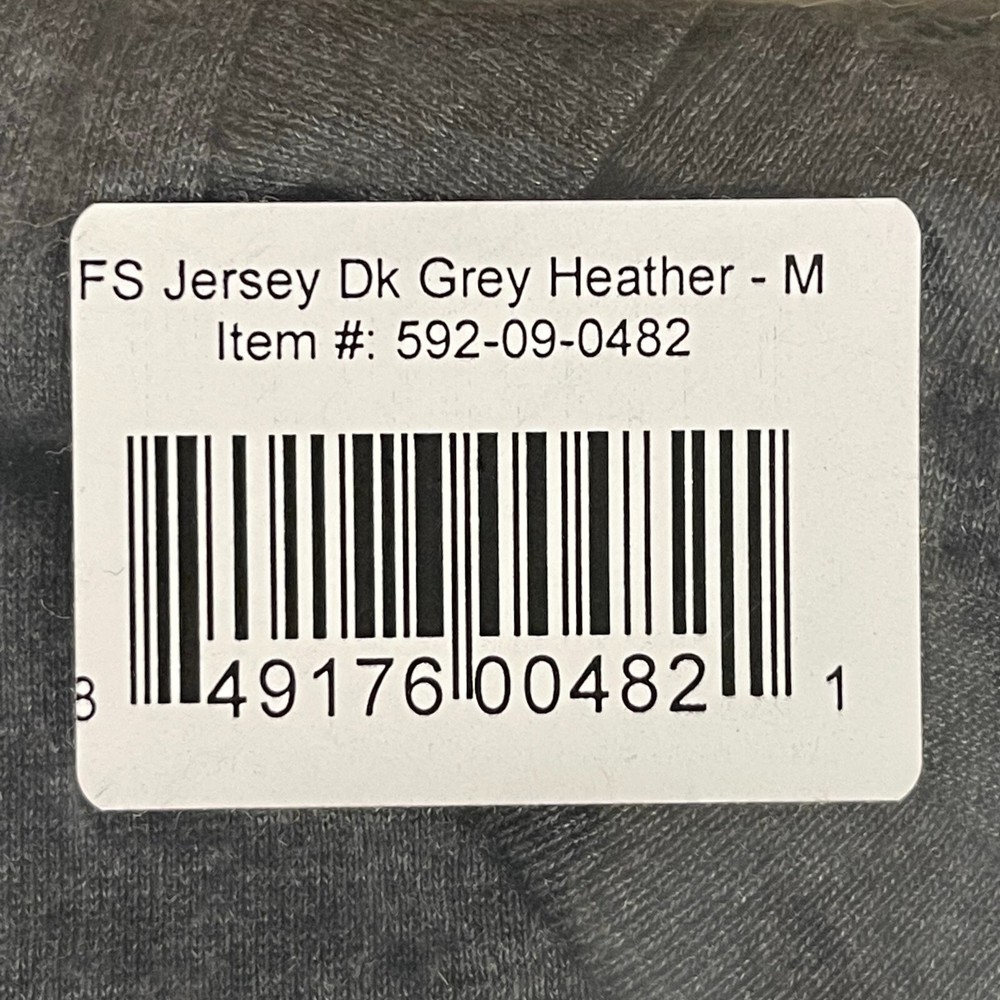 FS Jersey Dk Grey Heather - M
Item #: 592-09-0482
8 49176 00482 1